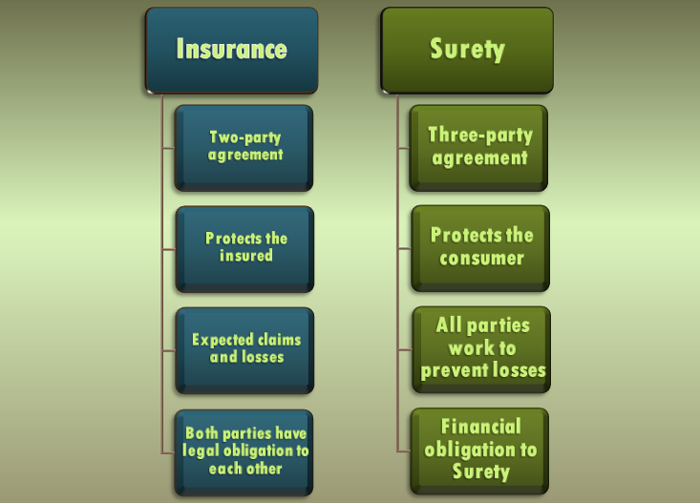 Insurance
Two-party
agreement
Protects the
insured
Expected claims
and losses
Both parties have
legal obligation to
each other
Surety
Three-party
agreement
Protects the
consumer
All parties
work to
prevent losses
Financial
obligation to
Surety